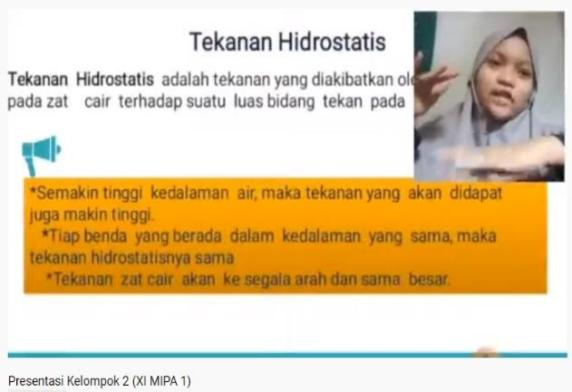 Tekanan Hidrostatis
Tekanan Hidrostatis adalah tekanan yang diakibatkan
pada zat cair terhadap suatu luas bidang tekan pada
*Semakin tinggi kedalaman air, maka tekanan yang akan didapat
juga makin tinggi.
*Tiap benda yang berada dalam kedalaman yang sama, maka
tekanan hidrostatisnya sama
*Tekanan zat cair akan ke segala arah dan sama besar.
Presentasi Kelompok 2 (XI MIPA 1)